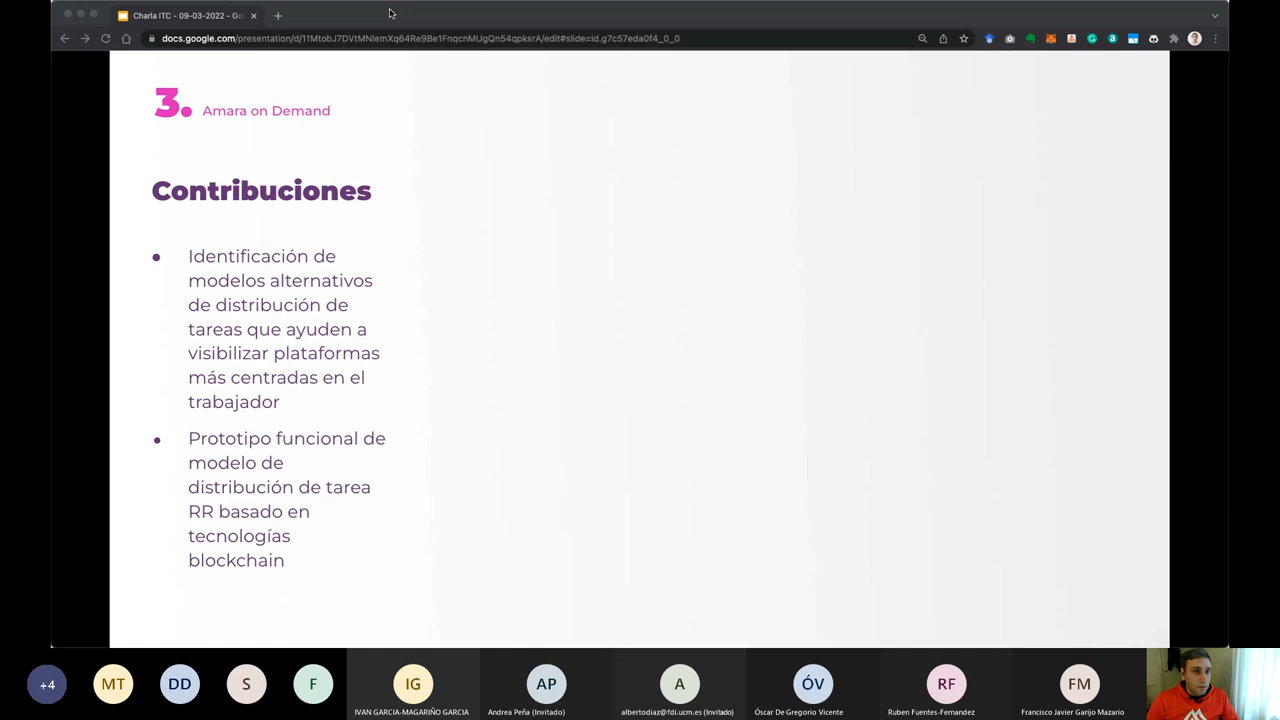 Charla ITC - 09-03-2022 - Go
docs.google.com/presentation/d/11MtobJ7DVtMNIemXq64Re9Be1FnqcnMUgQn54qpksrA/edit#slide=id.g7c57eda0f4_0_0
3. Amara on Demand
Contribuciones
● Identificación de
modelos alternativos
de distribución de
tareas que ayuden a
visibilizar plataformas
más centradas en el
trabajador
● Prototipo funcional de
modelo de
distribución de tarea
RR basado en
tecnologías
blockchain
+4 MT DD S F IG AP A ÓV RF FM
IVAN GARCIA-MAGARIÑO GARCIA Andrea Peña (Invitado) albertodiaz@fdi.ucm.es (Invitado) Óscar De Gregorio Vicente Ruben Fuentes-Fernandez Francisco Javier Garijo Mazario